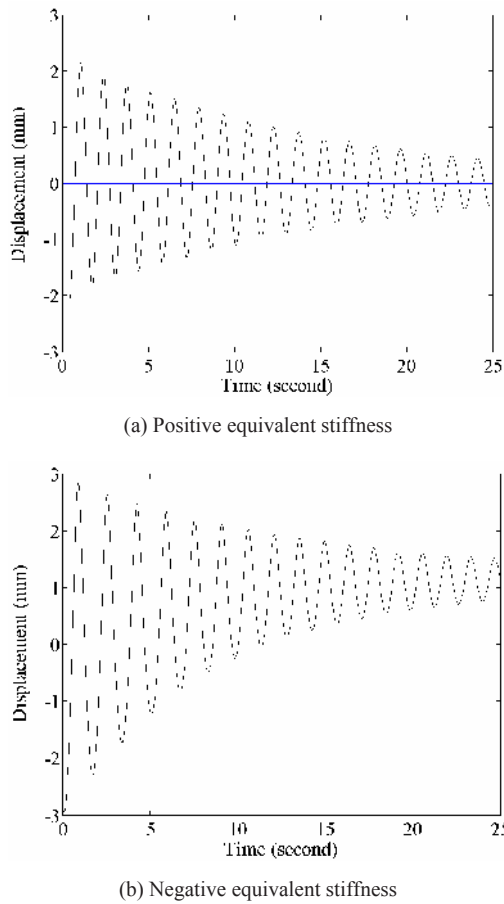 3
2
1
0
-1
-2
-3
Displacement (mm)
0 5 10 15 20 25
Time (second)
(a) Positive equivalent stiffness
3
2
1
0
-1
-2
-3
Displacement (mm)
0 5 10 15 20 25
Time (second)
(b) Negative equivalent stiffness